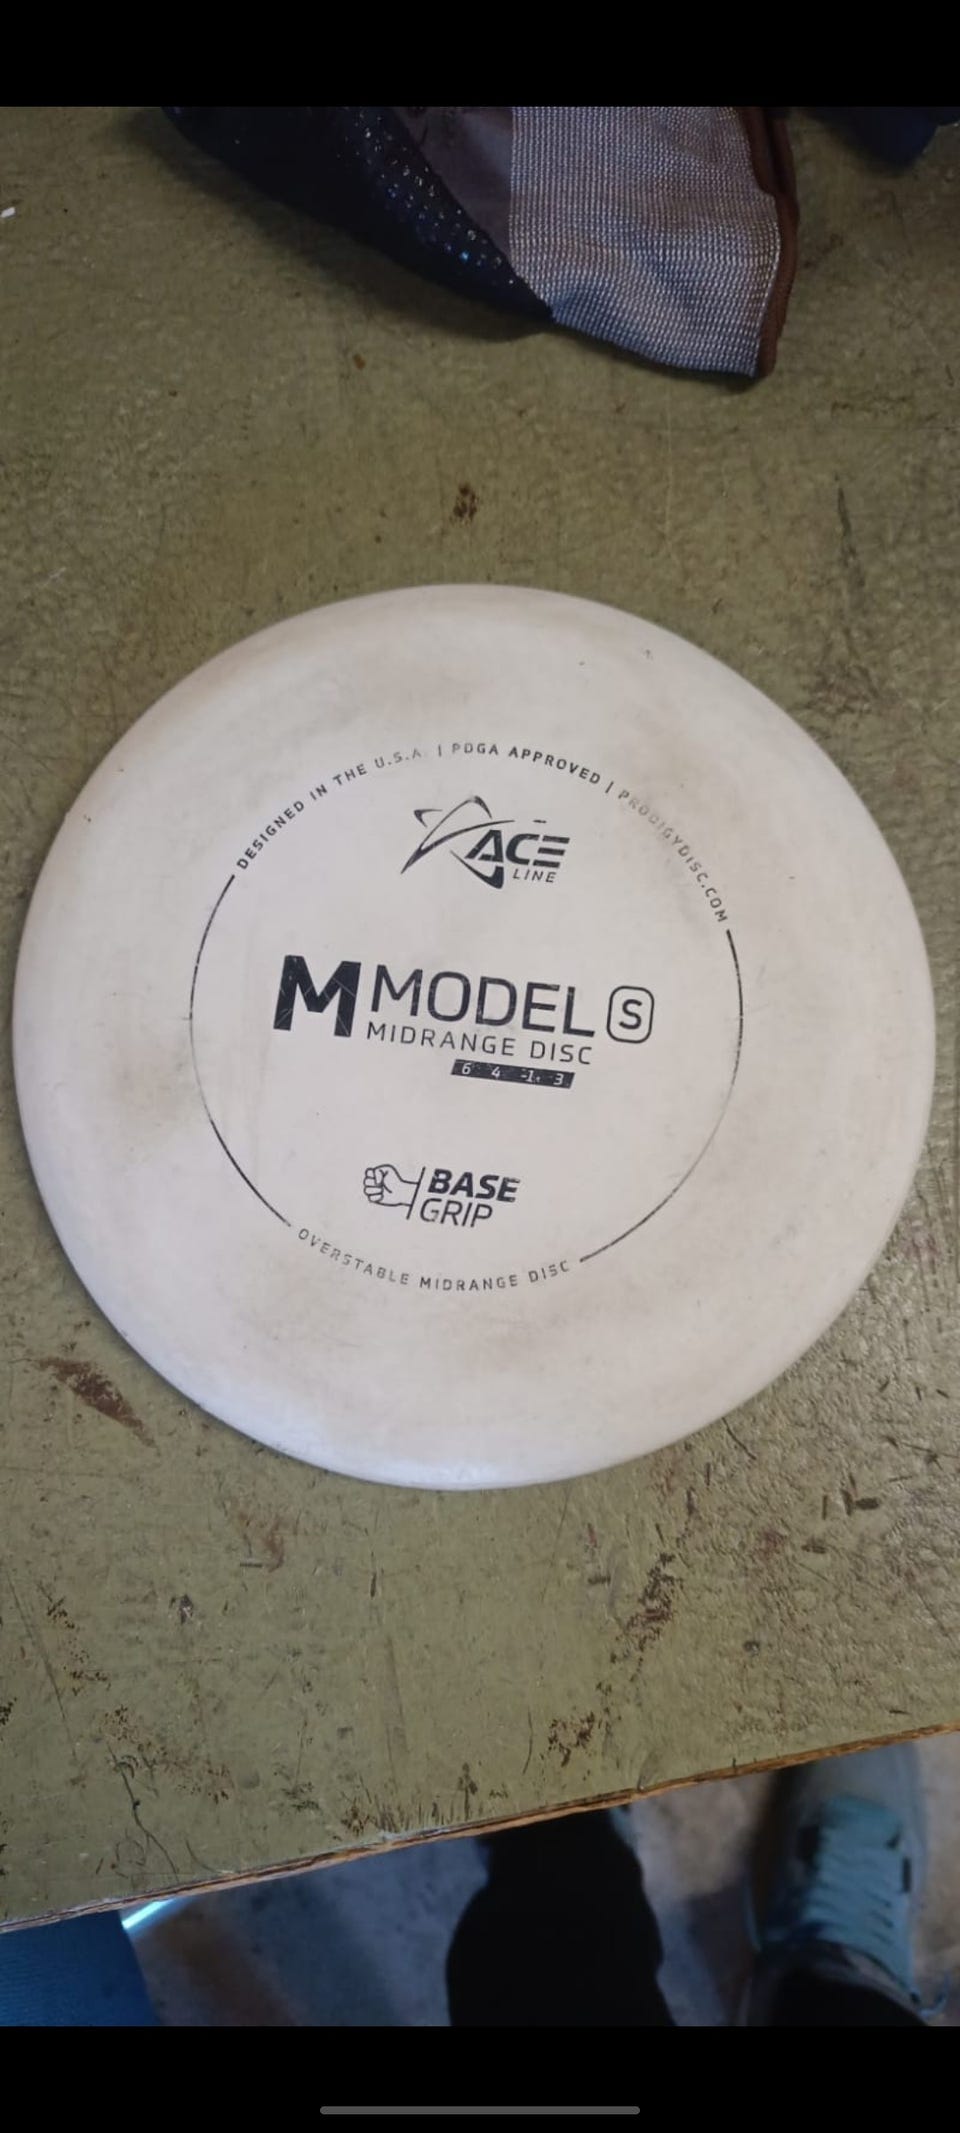 DESIGNED IN THE U.S.A. | PDGA APPROVED | PRODIGYDISC.COM
ACE
LINE
M MODEL S
MIDRANGE DISC
6 4 -1 3
BASE
GRIP
OVERSTABLE MIDRANGE DISC